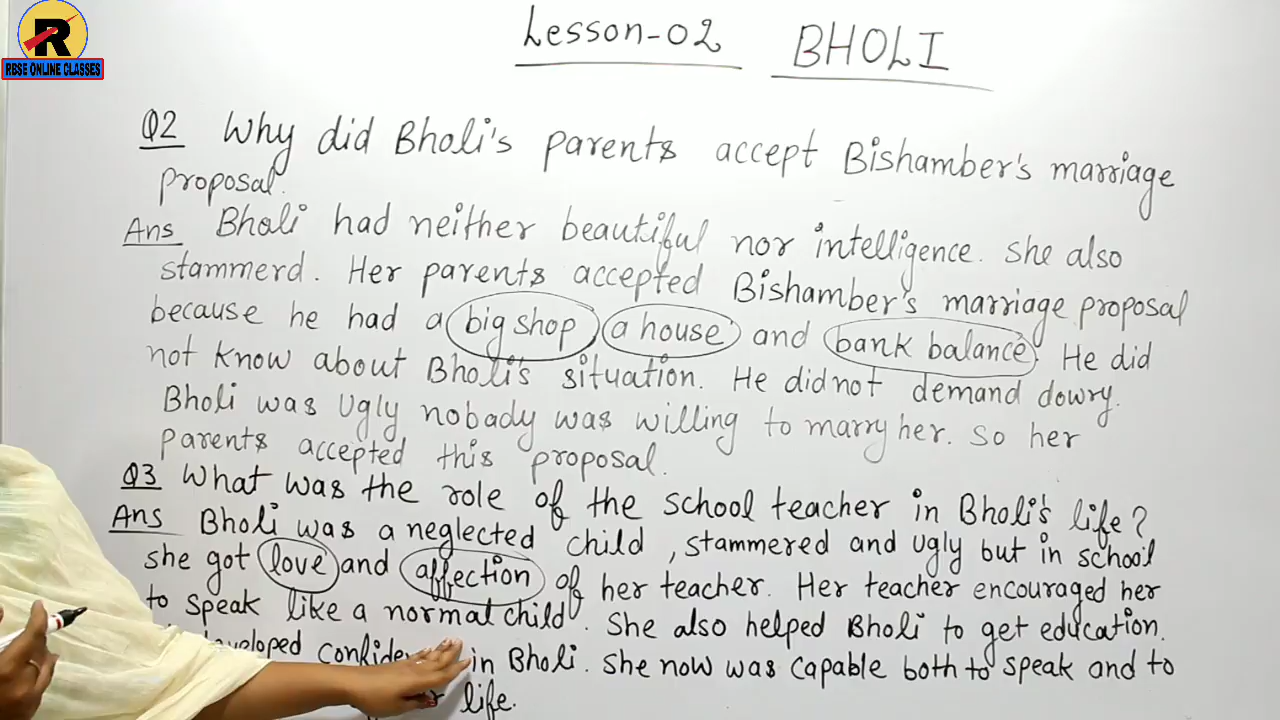 R
RBSE ONLINE CLASSES
Lesson-02 BHOLI
Q2 Why did Bholi's parents accept Bishamber's marriage
proposal.
Ans Bholi had neither beautiful nor intelligence. She also
stammerd. Her parents accepted Bishamber's marriage proposal
because he had a big shop a house and bank balance. He did
not know about Bholi's situation. He did not demand dowry.
Bholi was Ugly nobady was willing to marry her. So her
parents accepted this proposal.
Q3 What was the role of the school teacher in Bholi's life?
Ans Bholi was a neglected child, stammered and Ugly but in school
she got love and affection of her teacher. Her teacher encouraged her
to speak like a normal child. She also helped Bholi to get education.
in Bholi. She now was capable both to speak and to
life.